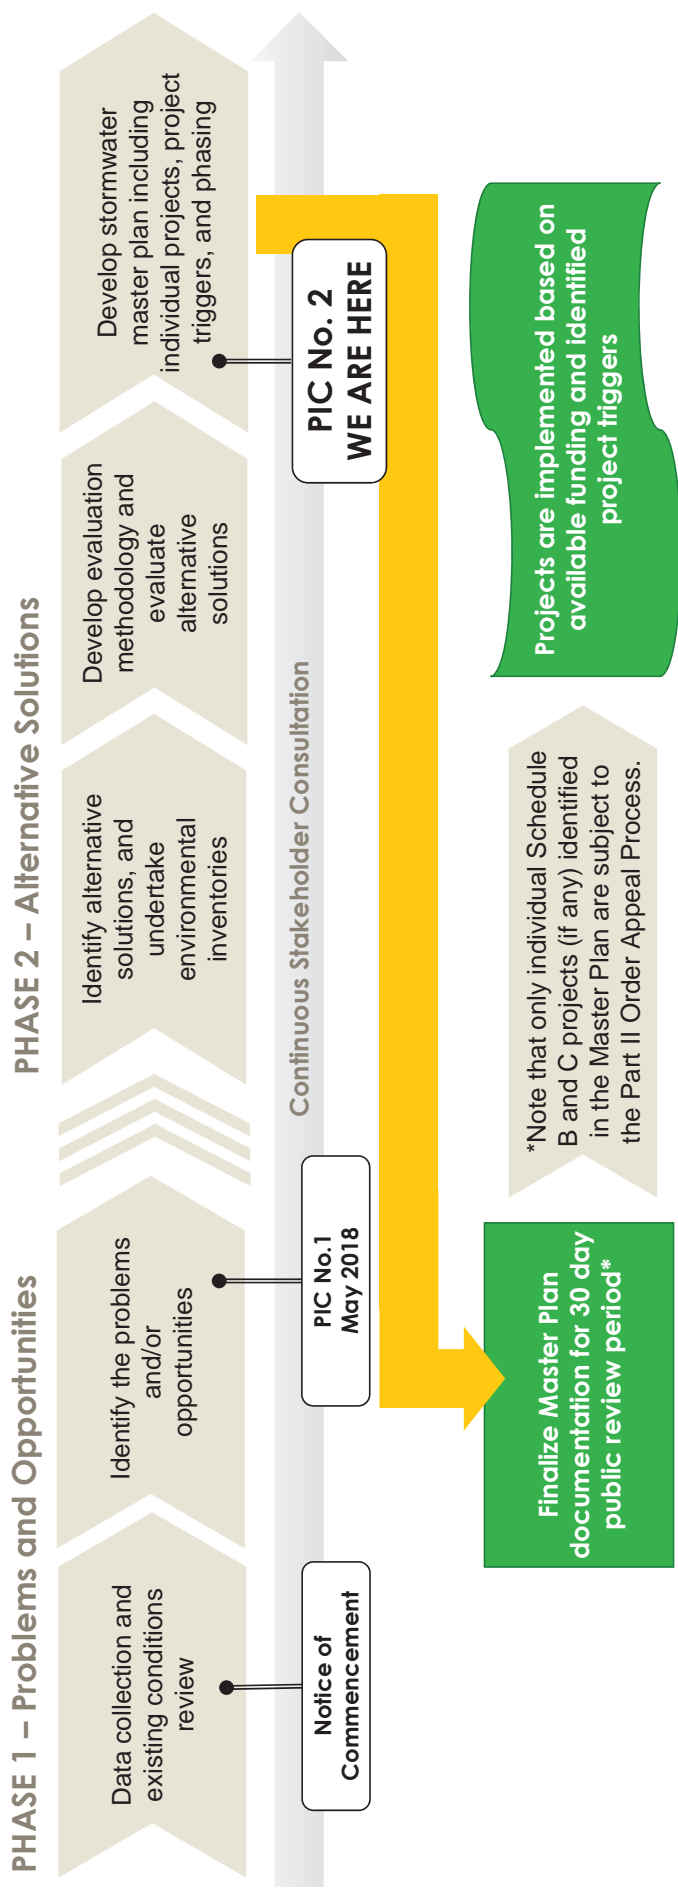 PHASE 1 – Problems and Opportunities
PHASE 2 – Alternative Solutions
Data collection and
existing conditions
review
Identify the problems
and/or
opportunities
Identify alternative
solutions, and
undertake
environmental
inventories
Develop evaluation
methodology and
evaluate
alternative
solutions
Develop stormwater
master plan including
individual projects, project
triggers, and phasing
Continuous Stakeholder Consultation
Notice of
Commencement
PIC No.1
May 2018
PIC No. 2
WE ARE HERE
Finalize Master Plan
documentation for 30 day
public review period*
*Note that only individual Schedule
B and C projects (if any) identified
in the Master Plan are subject to
the Part II Order Appeal Process.
Projects are implemented based on
available funding and identified
project triggers